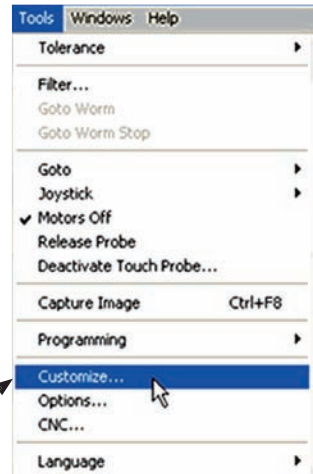 Tools Windows Help
Tolerance
Filter...
Goto Worm
Goto Worm Stop
Goto
Joystick
Motors Off
Release Probe
Deactivate Touch Probe...
Capture Image Ctrl+F8
Programming
Customize...
Options...
CNC...
Language